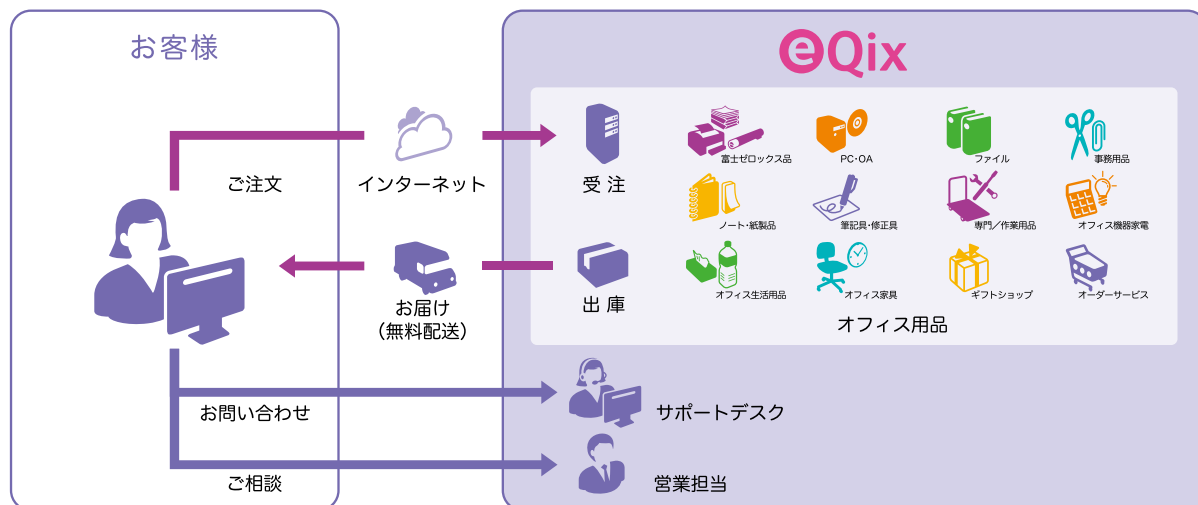 お客様
eQix
ご注文
インターネット
受注
富士ゼロックス品
PC・OA
ファイル
事務用品
ノート・紙製品
筆記具・修正具
専門／作業用品
オフィス機器家電
お届け
（無料配送）
出庫
オフィス生活用品
オフィス家具
ギフトショップ
オーダーサービス
オフィス用品
お問い合わせ
サポートデスク
ご相談
営業担当